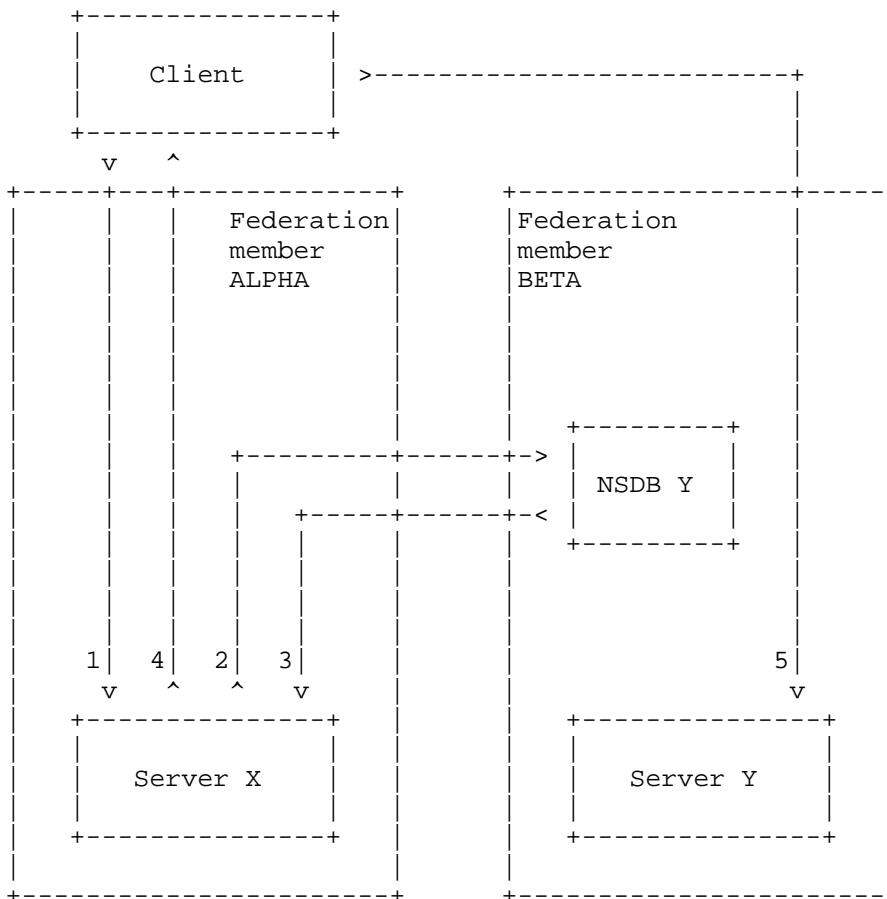 Client
Federation
member
ALPHA
Federation
member
BETA
NSDB Y
1 4 2 3 5
Server X Server Y